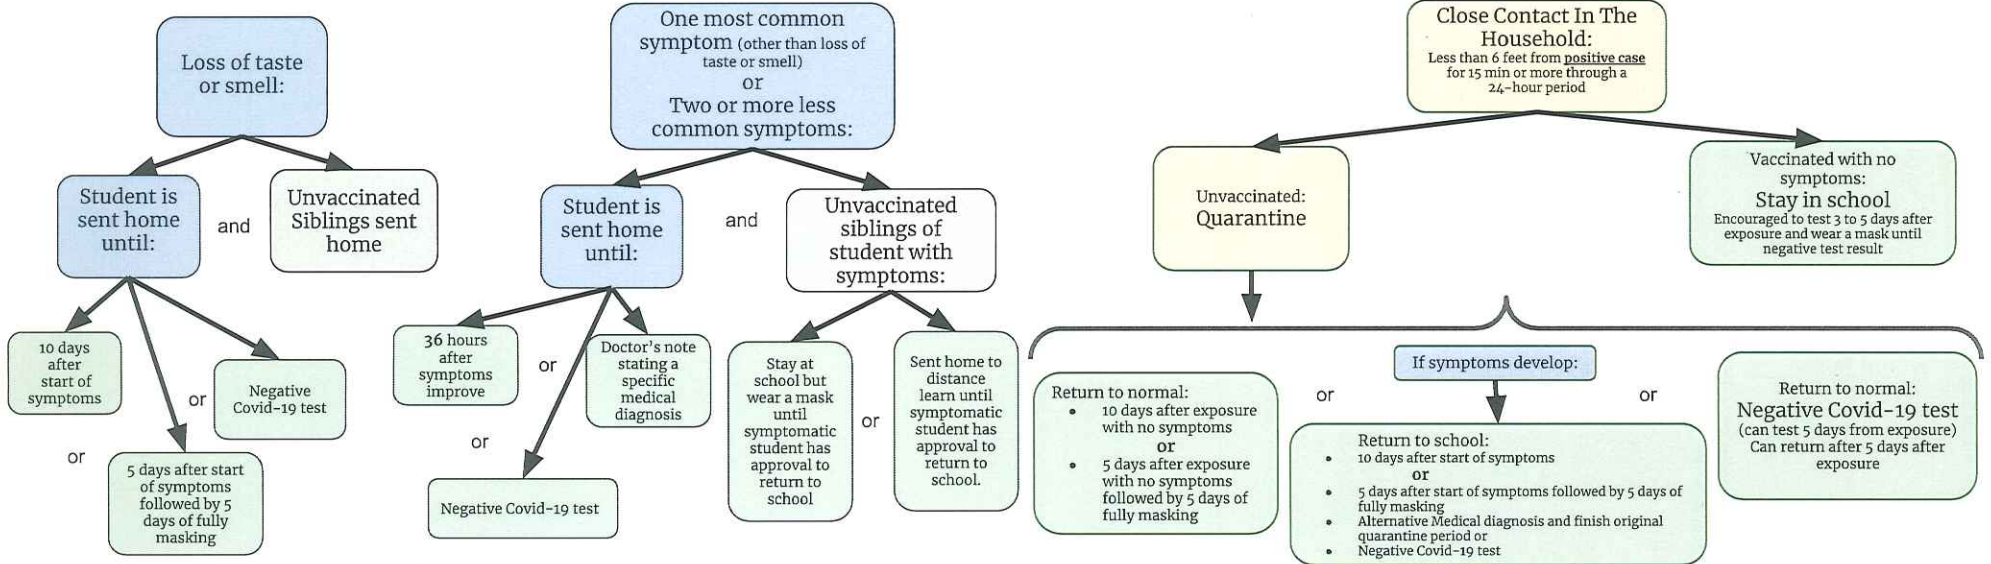 Loss of taste
or smell:
Student is
sent home
until:
and
Unvaccinated
Siblings sent
home
10 days
after
start of
symptoms
or
5 days after start
of symptoms
followed by 5
days of fully
masking
or
Negative
Covid-19 test
One most common
symptom (other than loss of
taste or smell)
or
Two or more less
common symptoms:
Student is
sent home
until:
and
Unvaccinated
siblings of
student with
symptoms:
36 hours
after
symptoms
improve
or
Doctor's note
stating a
specific
medical
diagnosis
or
Negative Covid-19 test
Stay at
school but
wear a mask
until
symptomatic
student has
approval to
return to
school
or
Sent home to
distance
learn until
symptomatic
student has
approval to
return to
school.
Close Contact In The
Household:
Less than 6 feet from positive case
for 15 min or more through a
24-hour period
Unvaccinated:
Quarantine
Vaccinated with no
symptoms:
Stay in school
Encouraged to test 3 to 5 days after
exposure and wear a mask until
negative test result
Return to normal:
• 10 days after exposure
with no symptoms
or
• 5 days after exposure
with no symptoms
followed by 5 days of
fully masking
or
If symptoms develop:
Return to school:
• 10 days after start of symptoms
or
• 5 days after start of symptoms followed by 5 days of
fully masking
• Alternative Medical diagnosis and finish original
quarantine period or
• Negative Covid-19 test
or
Return to normal:
Negative Covid-19 test
(can test 5 days from exposure)
Can return after 5 days after
exposure